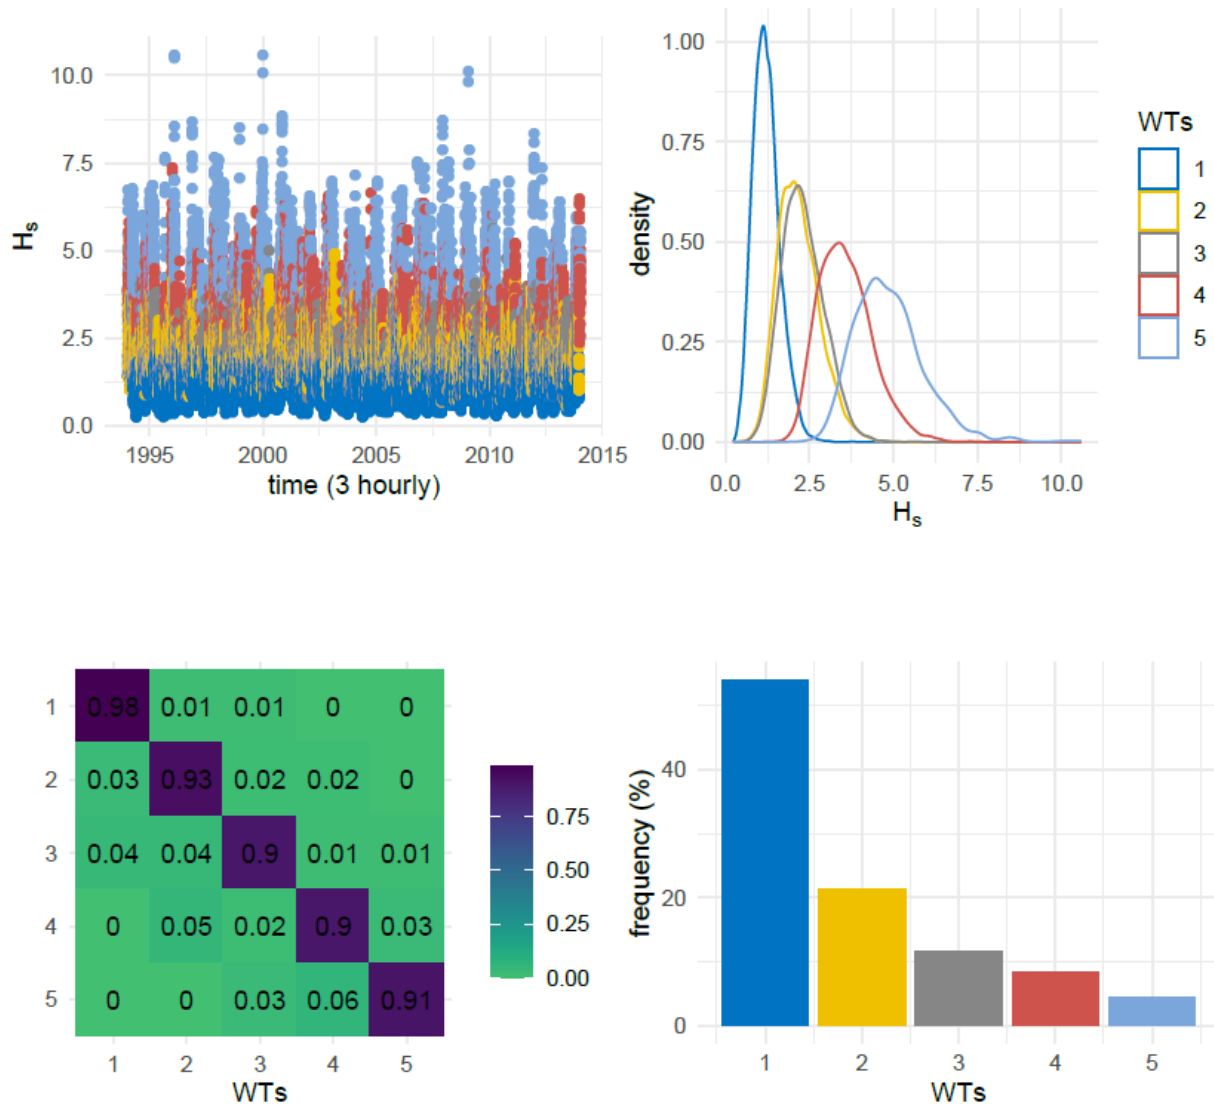 10.0
7.5
5.0
2.5
0.0
Hs
1995 2000 2005 2010 2015
time (3 hourly)
1.00
0.75
0.50
0.25
0.00
density
0.0 2.5 5.0 7.5 10.0
Hs
WTs
1
2
3
4
5
1 0.98 0.01 0.01 0 0
2 0.03 0.93 0.02 0.02 0
3 0.04 0.04 0.9 0.01 0.01
4 0 0.05 0.02 0.9 0.03
5 0 0 0.03 0.06 0.91
1 2 3 4 5
WTs
0.75
0.50
0.25
0.00
frequency (%)
40
20
0
1 2 3 4 5
WTs